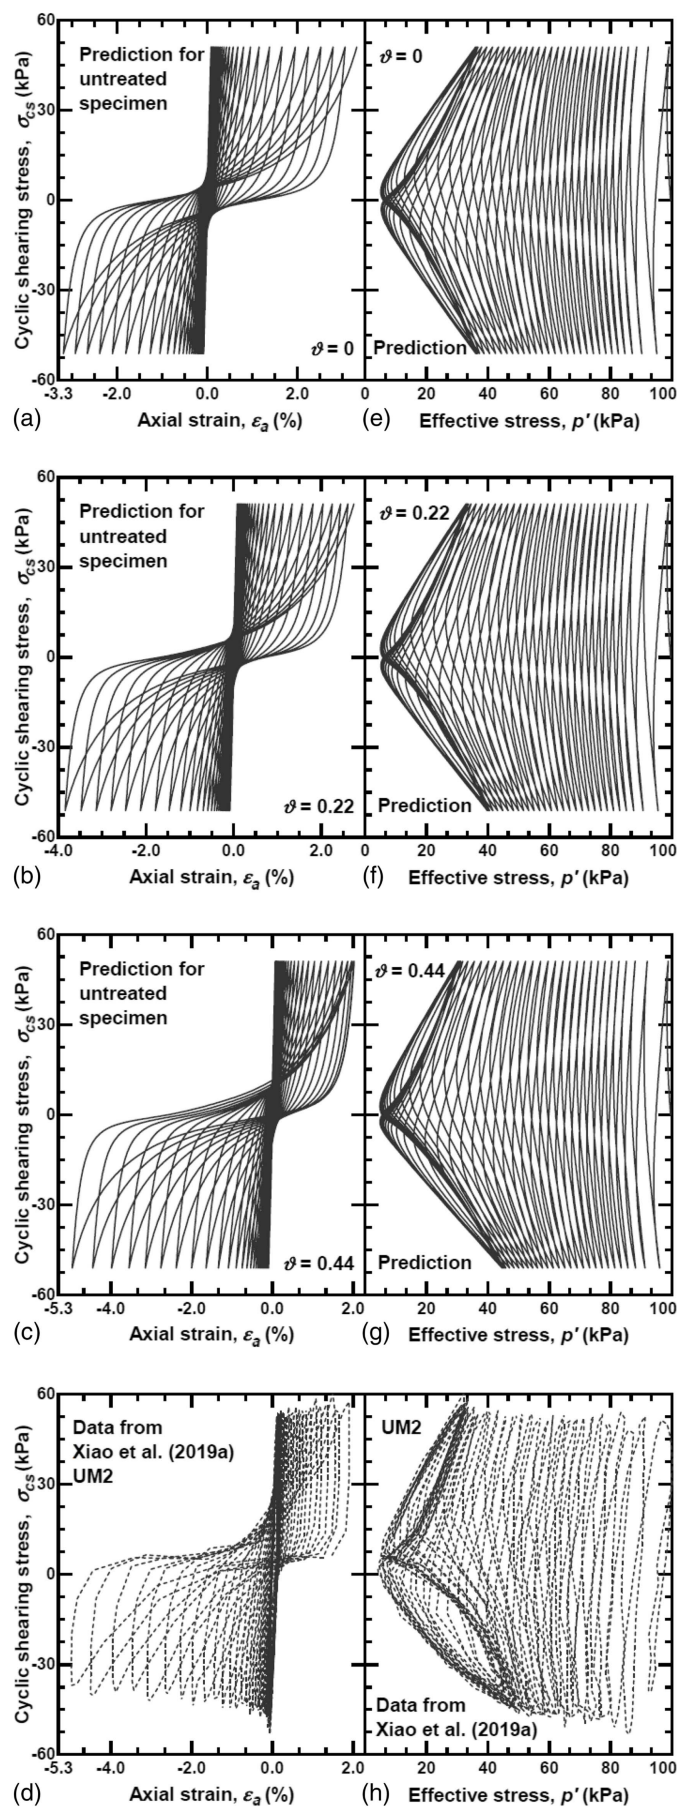 60
30
0
-30
-60
Cyclic shearing stress, σcs (kPa)
Prediction for
untreated
specimen
ϑ = 0
ϑ = 0
Prediction
-3.3 -2.0 0.0 2.0 0 20 40 60 80 100
(a) Axial strain, εa (%) (e) Effective stress, p′ (kPa)
60
30
0
-30
-60
Cyclic shearing stress, σcs (kPa)
Prediction for
untreated
specimen
ϑ = 0.22
ϑ = 0.22
Prediction
-4.0 -2.0 0.0 2.0 0 20 40 60 80 100
(b) Axial strain, εa (%) (f) Effective stress, p′ (kPa)
60
30
0
-30
-60
Cyclic shearing stress, σcs (kPa)
Prediction for
untreated
specimen
ϑ = 0.44
ϑ = 0.44
Prediction
-5.3 -4.0 -2.0 0.0 2.0 20 40 60 80 100
(c) Axial strain, εa (%) (g) Effective stress, p′ (kPa)
60
30
0
-30
-60
Cyclic shearing stress, σcs (kPa)
Data from
Xiao et al. (2019a)
UM2
UM2
Data from
Xiao et al. (2019a)
-5.3 -4.0 -2.0 0.0 2.0 20 40 60 80 100
(d) Axial strain, εa (%) (h) Effective stress, p′ (kPa)